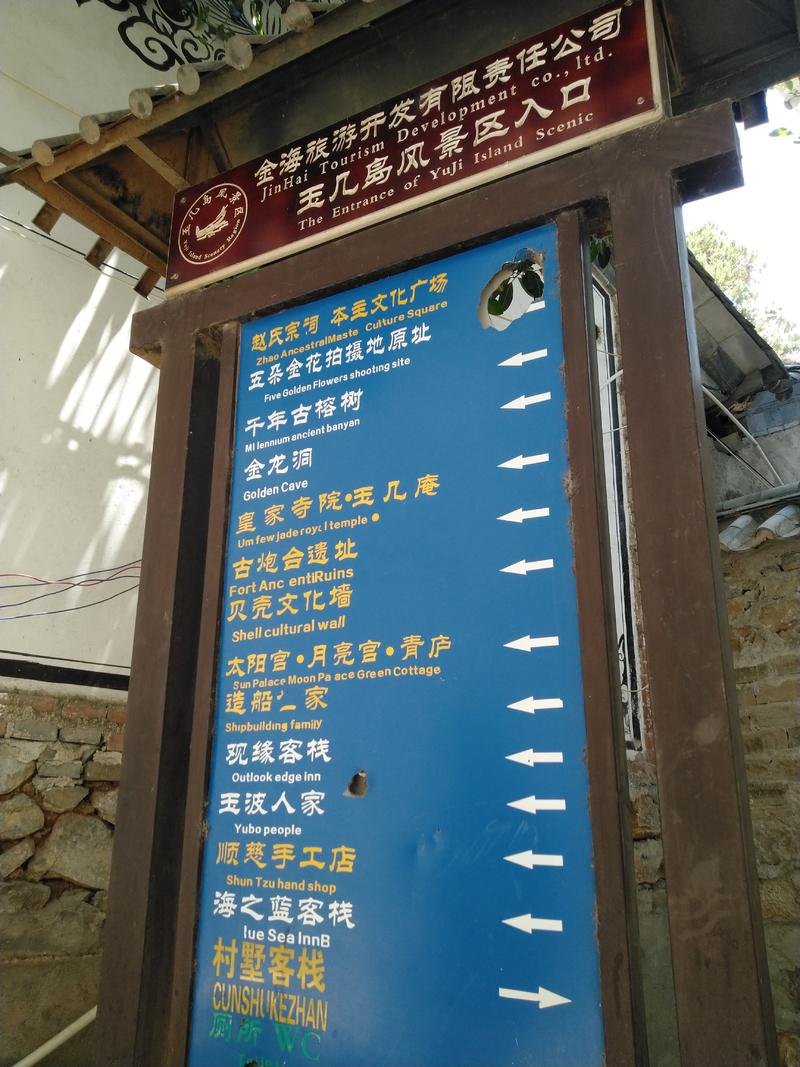 金海旅游开发有限责任公司
JinHai Tourism Development co.,ltd.
玉几岛风景区入口
The Entrance of YuJi Island Scenic
玉几岛风景区
赵氏宗祠 本主文化广场
Zhao AncestralMaste Culture Square
五朵金花拍摄地原址
Five Golden Flowers shooting site
千年古榕树
MI lennium ancient banyan
金龙洞
Golden Cave
皇家寺院·玉几庵
Um few jade royal temple
古炮台遗址
Fort Anc entiRuins
贝壳文化墙
Shell cultural wall
太阳宫·月亮宫·青庐
Sun Palace Moon Pa ace Green Cottage
造船 家
Shipbuilding family
观缘客栈
Outlook edge inn
玉波人家
Yubo people
顺慈手工店
Shun Tzu hand shop
海之蓝客栈
lue Sea InnB
村墅客栈
CUNSHUKEZHAN
厕所 WC